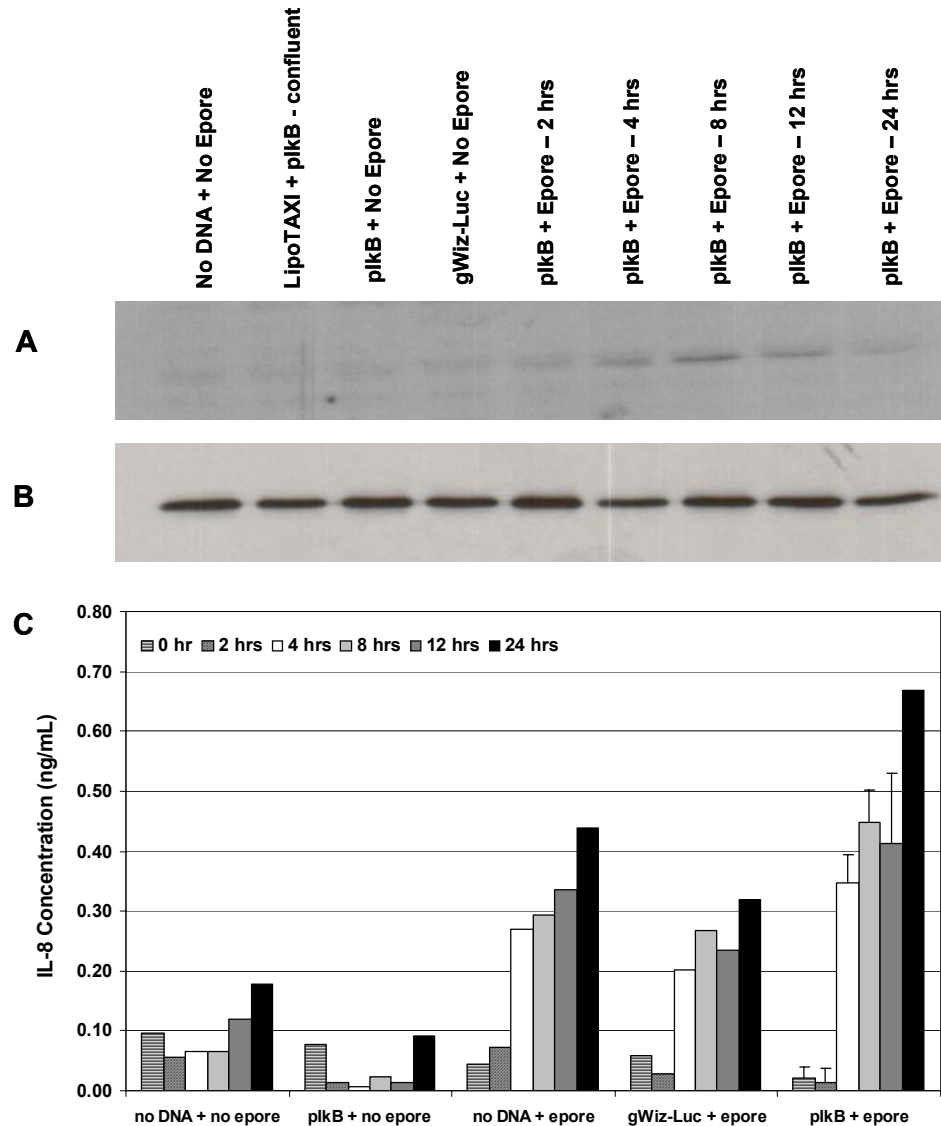 No DNA + No Epore
LipoTAXI + pIkB - confluent
pIkB + No Epore
gWiz-Luc + No Epore
pIkB + Epore – 2 hrs
pIkB + Epore – 4 hrs
pIkB + Epore – 8 hrs
pIkB + Epore – 12 hrs
pIkB + Epore – 24 hrs
A
B
C
0.80
0.70
0.60
0.50
0.40
0.30
0.20
0.10
0.00
IL-8 Concentration (ng/mL)
0 hr 2 hrs 4 hrs 8 hrs 12 hrs 24 hrs
no DNA + no epore pIkB + no epore no DNA + epore gWiz-Luc + epore pIkB + epore